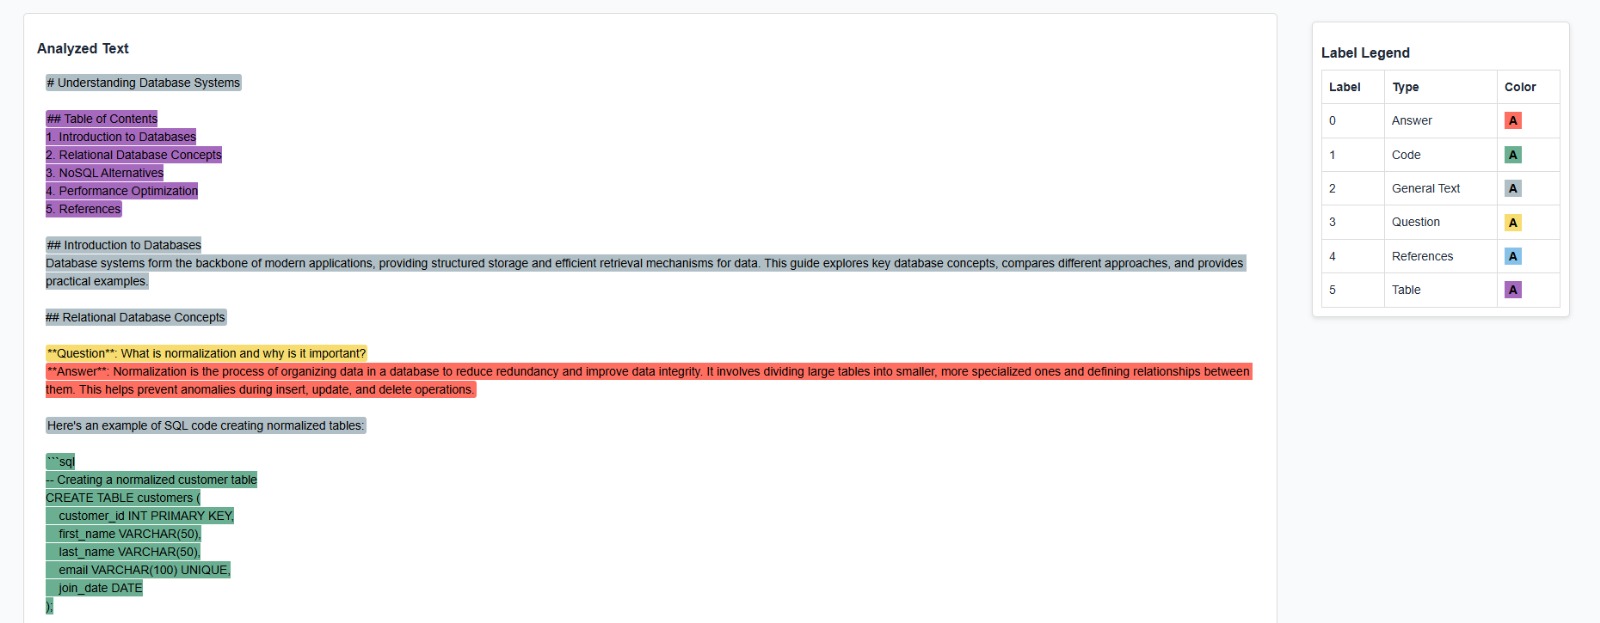 Analyzed Text
# Understanding Database Systems
## Table of Contents
1. Introduction to Databases
2. Relational Database Concepts
3. NoSQL Alternatives
4. Performance Optimization
5. References
## Introduction to Databases
Database systems form the backbone of modern applications, providing structured storage and efficient retrieval mechanisms for data. This guide explores key database concepts, compares different approaches, and provides
practical examples.
## Relational Database Concepts
**Question**: What is normalization and why is it important?
**Answer**: Normalization is the process of organizing data in a database to reduce redundancy and improve data integrity. It involves dividing large tables into smaller, more specialized ones and defining relationships between
them. This helps prevent anomalies during insert, update, and delete operations.
Here's an example of SQL code creating normalized tables:
```sql
-- Creating a normalized customer table
CREATE TABLE customers (
    customer_id INT PRIMARY KEY,
    first_name VARCHAR(50),
    last_name VARCHAR(50),
    email VARCHAR(100) UNIQUE,
    join_date DATE
);
Label Legend
Label Type Color
0 Answer A
1 Code A
2 General Text A
3 Question A
4 References A
5 Table A